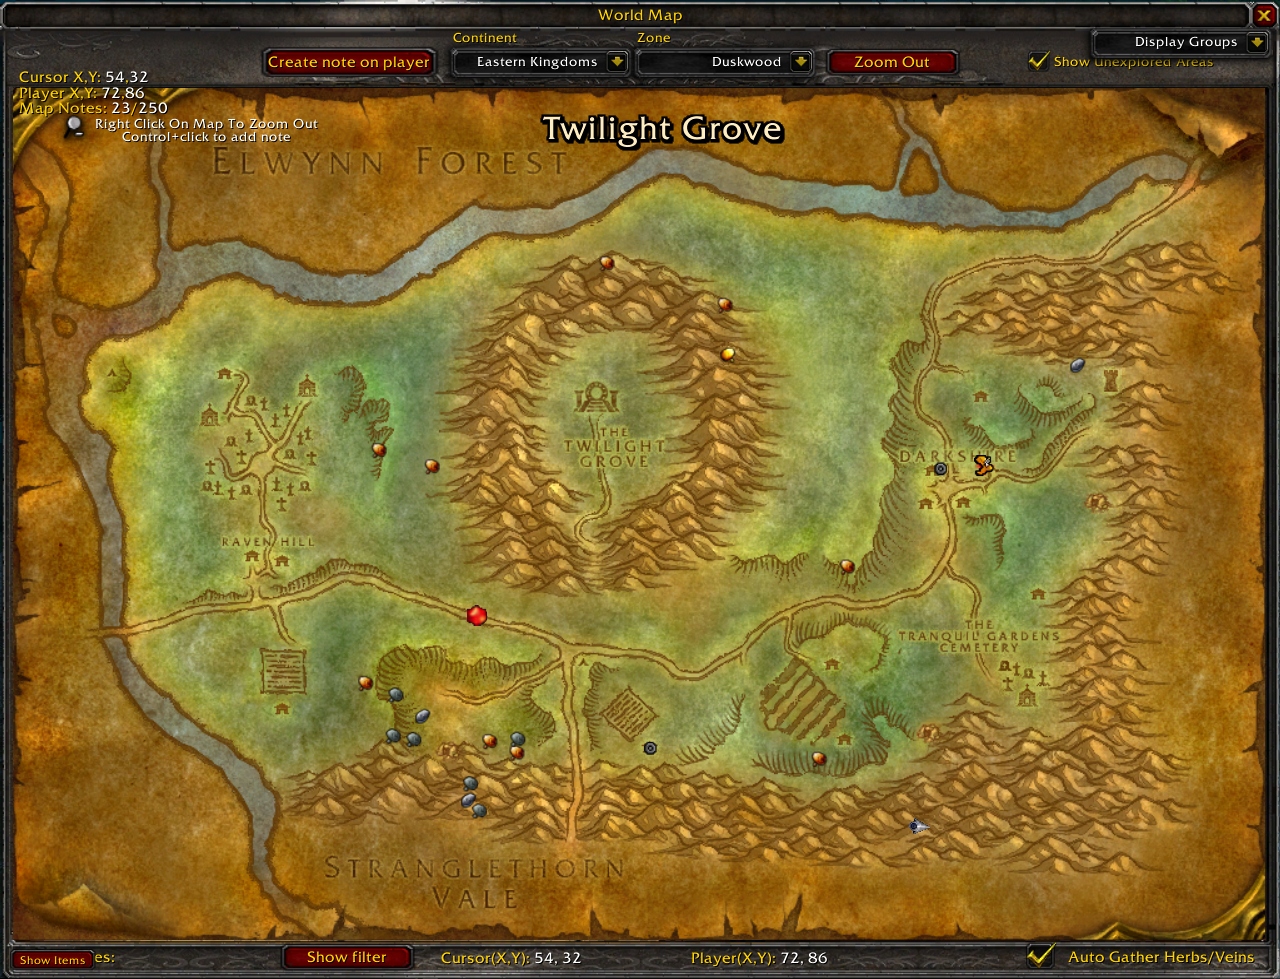 World Map
Continent
Zone
Create note on player
Eastern Kingdoms
Duskwood
Zoom Out
Display Groups
Show Unexplored Areas
Cursor X,Y: 54,32
Player X,Y: 72,86
Map Notes: 23/250
Right Click On Map To Zoom Out
Control+click to add note
Twilight Grove
ELWYNN FOREST
THE
TWILIGHT
GROVE
DARKSHIRE
RAVEN HILL
THE
TRANQUIL GARDENS
CEMETERY
STRANGLETHORN
VALE
Show Items
es:
Show filter
Cursor(X,Y): 54, 32
Player(X,Y): 72, 86
Auto Gather Herbs/Veins